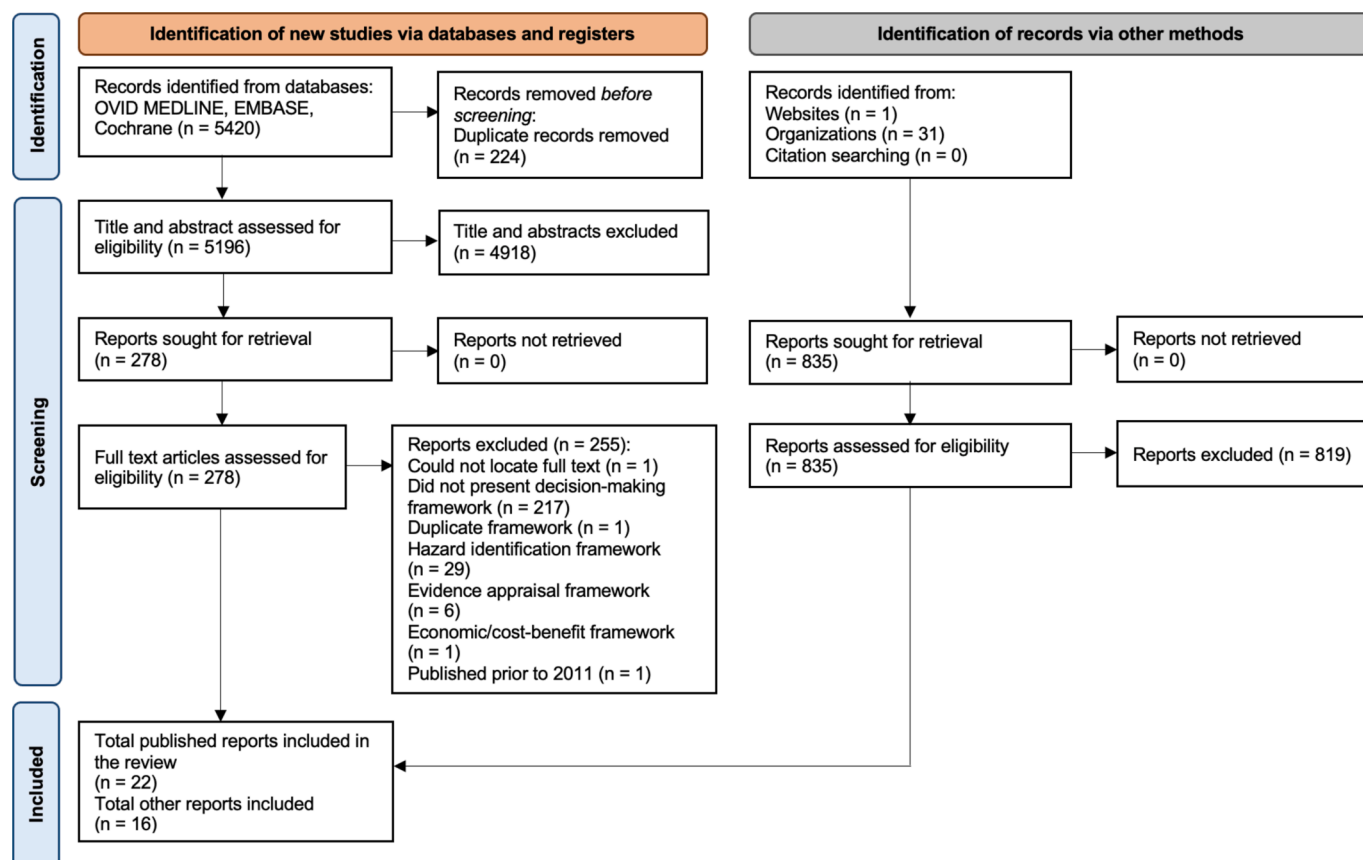 Identification of new studies via databases and registers
Identification of records via other methods
Identification
Records identified from databases:
OVID MEDLINE, EMBASE,
Cochrane (n = 5420)
Records removed before
screening:
Duplicate records removed
(n = 224)
Records identified from:
Websites (n = 1)
Organizations (n = 31)
Citation searching (n = 0)
Screening
Title and abstract assessed for
eligibility (n = 5196)
Title and abstracts excluded
(n = 4918)
Reports sought for retrieval
(n = 278)
Reports not retrieved
(n = 0)
Reports sought for retrieval
(n = 835)
Reports not retrieved
(n = 0)
Full text articles assessed for
eligibility (n = 278)
Reports excluded (n = 255):
Could not locate full text (n = 1)
Did not present decision-making
framework (n = 217)
Duplicate framework (n = 1)
Hazard identification framework
(n = 29)
Evidence appraisal framework
(n = 6)
Economic/cost-benefit framework
(n = 1)
Published prior to 2011 (n = 1)
Reports assessed for eligibility
(n = 835)
Reports excluded (n = 819)
Included
Total published reports included in
the review
(n = 22)
Total other reports included
(n = 16)